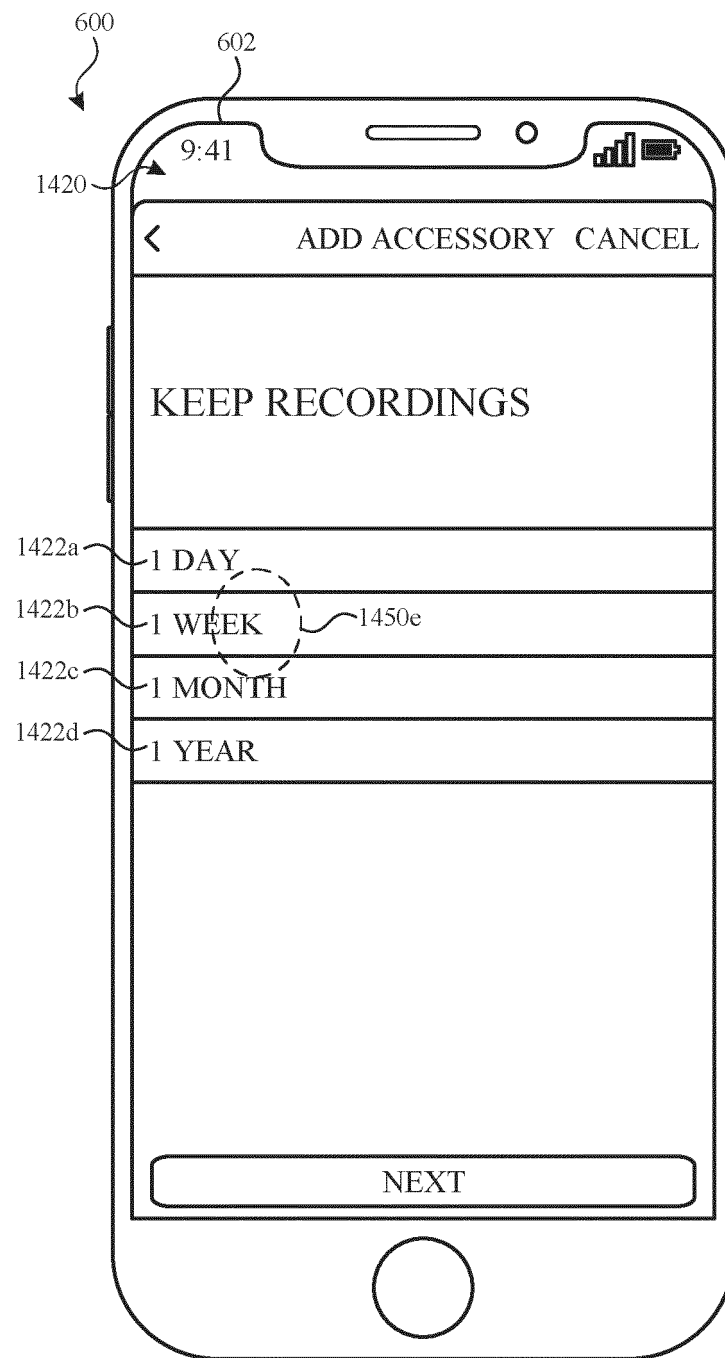 600
602
9:41
1420
< ADD ACCESSORY CANCEL
KEEP RECORDINGS
1422a 1 DAY
1422b 1 WEEK 1450e
1422c 1 MONTH
1422d 1 YEAR
NEXT